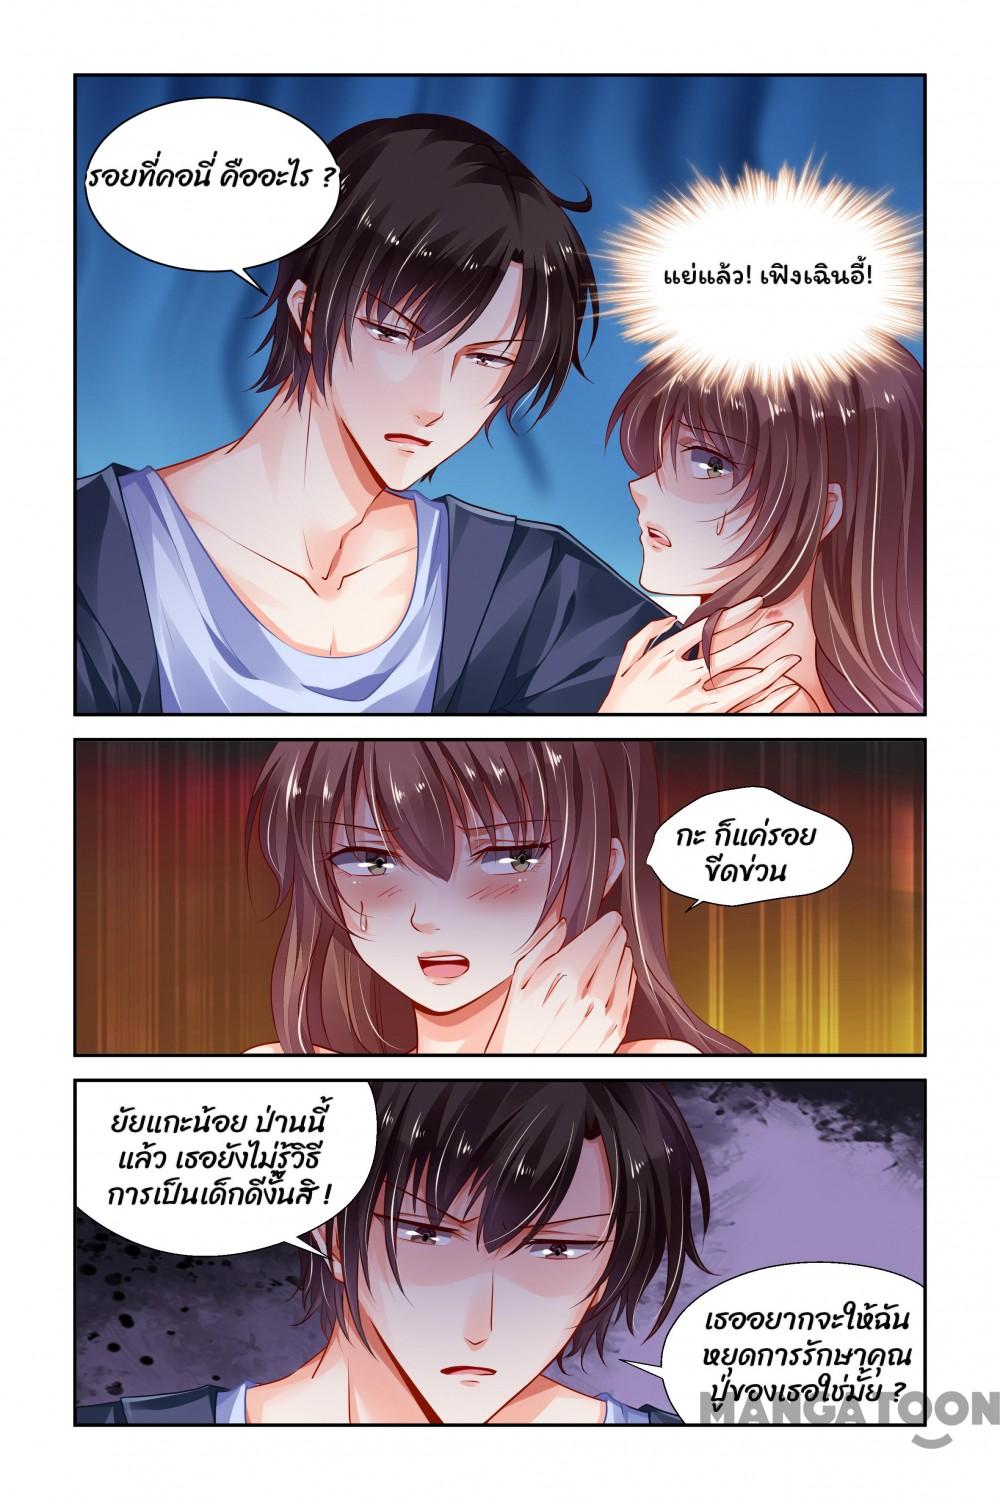 รอยที่คอนี่ คืออะไร ?
แย่แล้ว! เฟิงเฉินอี้!
กะ ก็แค่รอย
ขีดข่วน
ยัยแกะน้อย ป่านนี้
แล้ว เธอยังไม่รู้วิธี
การเป็นเด็กดีงั้นสิ !
เธออยากจะให้ฉัน
หยุดการรักษาคุณ
ปู่ของเธอใช่มั้ย ?
MANGATOON